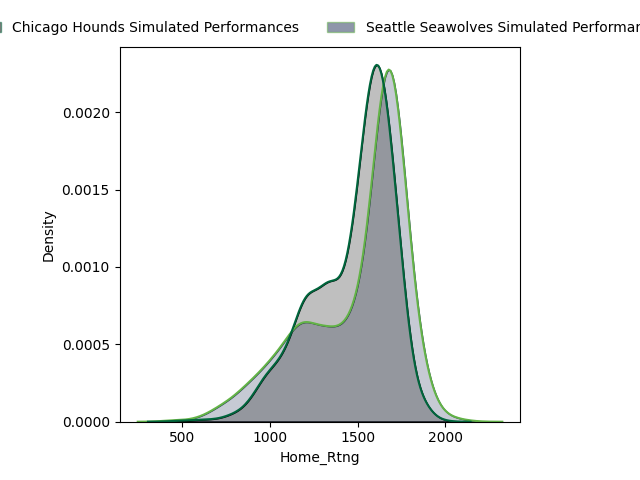 Chicago Hounds Simulated Performances
Seattle Seawolves Simulated
0.0020
0.0015
0.0010
0.0005
0.0000
Density
500 1000 1500 2000
Home_Rtng